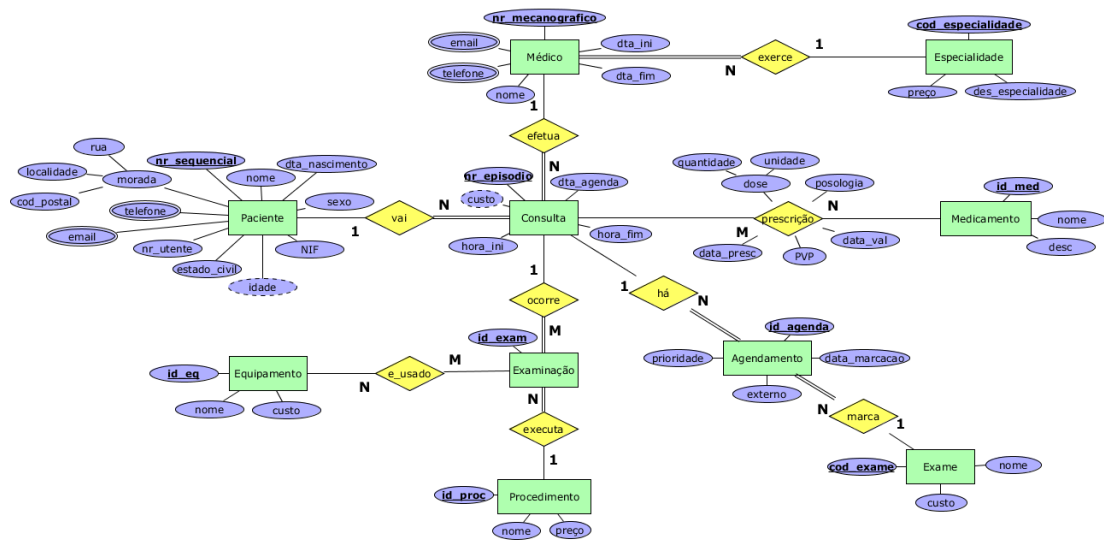 nr_mecanografico
cod_especialidade
email
dta_ini
1
Médico
exerce
Especialidade
telefone
dta_fim
N
nome
preço
des_especialidade
1
efetua
rua
nr_sequencial
dta_nascimento
quantidade
unidade
localidade
nome
N
nr_episodio
dta_agenda
dose
posologia
id_med
morada
custo
cod_postal
sexo
N
N
telefone
Paciente
vai
Consulta
prescrição
Medicamento
nome
1
M
email
hora_fim
data_val
nr_utente
NIF
hora_ini
data_presc
PVP
desc
estado_civil
1
idade
1
há
N
ocorre
id_agenda
id_exam
M
prioridade
Agendamento
data_marcacao
M
id_eq
Equipamento
e_usado
Examinação
N
externo
N
nome
custo
N
marca
1
executa
1
cod_exame
Exame
nome
id_proc
Procedimento
custo
nome
preço